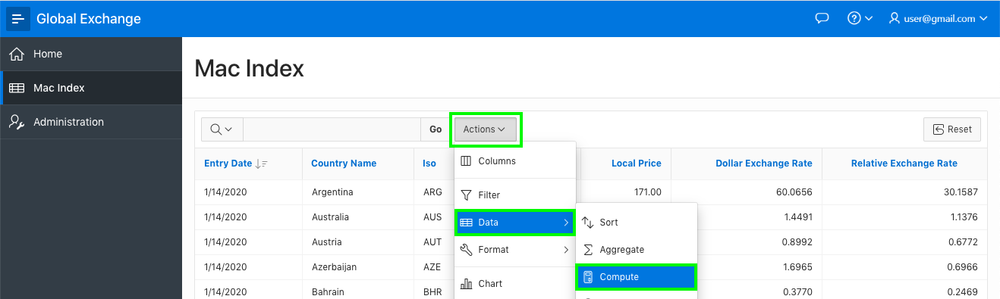 Global Exchange
user@gmail.com
Home
Mac Index
Administration
Mac Index
Go
Actions
Reset
Entry Date Country Name Iso Local Price Dollar Exchange Rate Relative Exchange Rate
1/14/2020 Argentina ARG 171.00 60.0656 30.1587
1/14/2020 Australia AUS 1.4491 1.1376
1/14/2020 Austria AUT 0.8992 0.6772
1/14/2020 Azerbaijan AZE 1.6965 0.6966
1/14/2020 Bahrain BHR 0.3770 0.2469
Columns
Filter
Data
Format
Chart
Sort
Aggregate
Compute